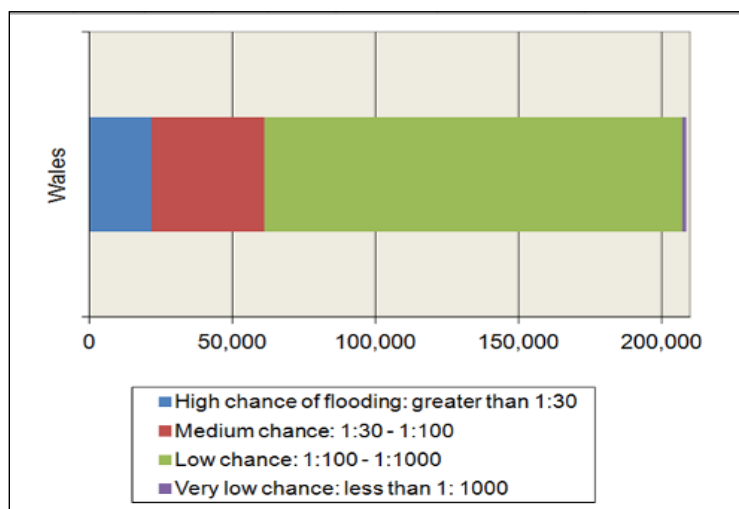 Wales
0 50,000 100,000 150,000 200,000
High chance of flooding: greater than 1:30
Medium chance: 1:30 - 1:100
Low chance: 1:100 - 1:1000
Very low chance: less than 1: 1000